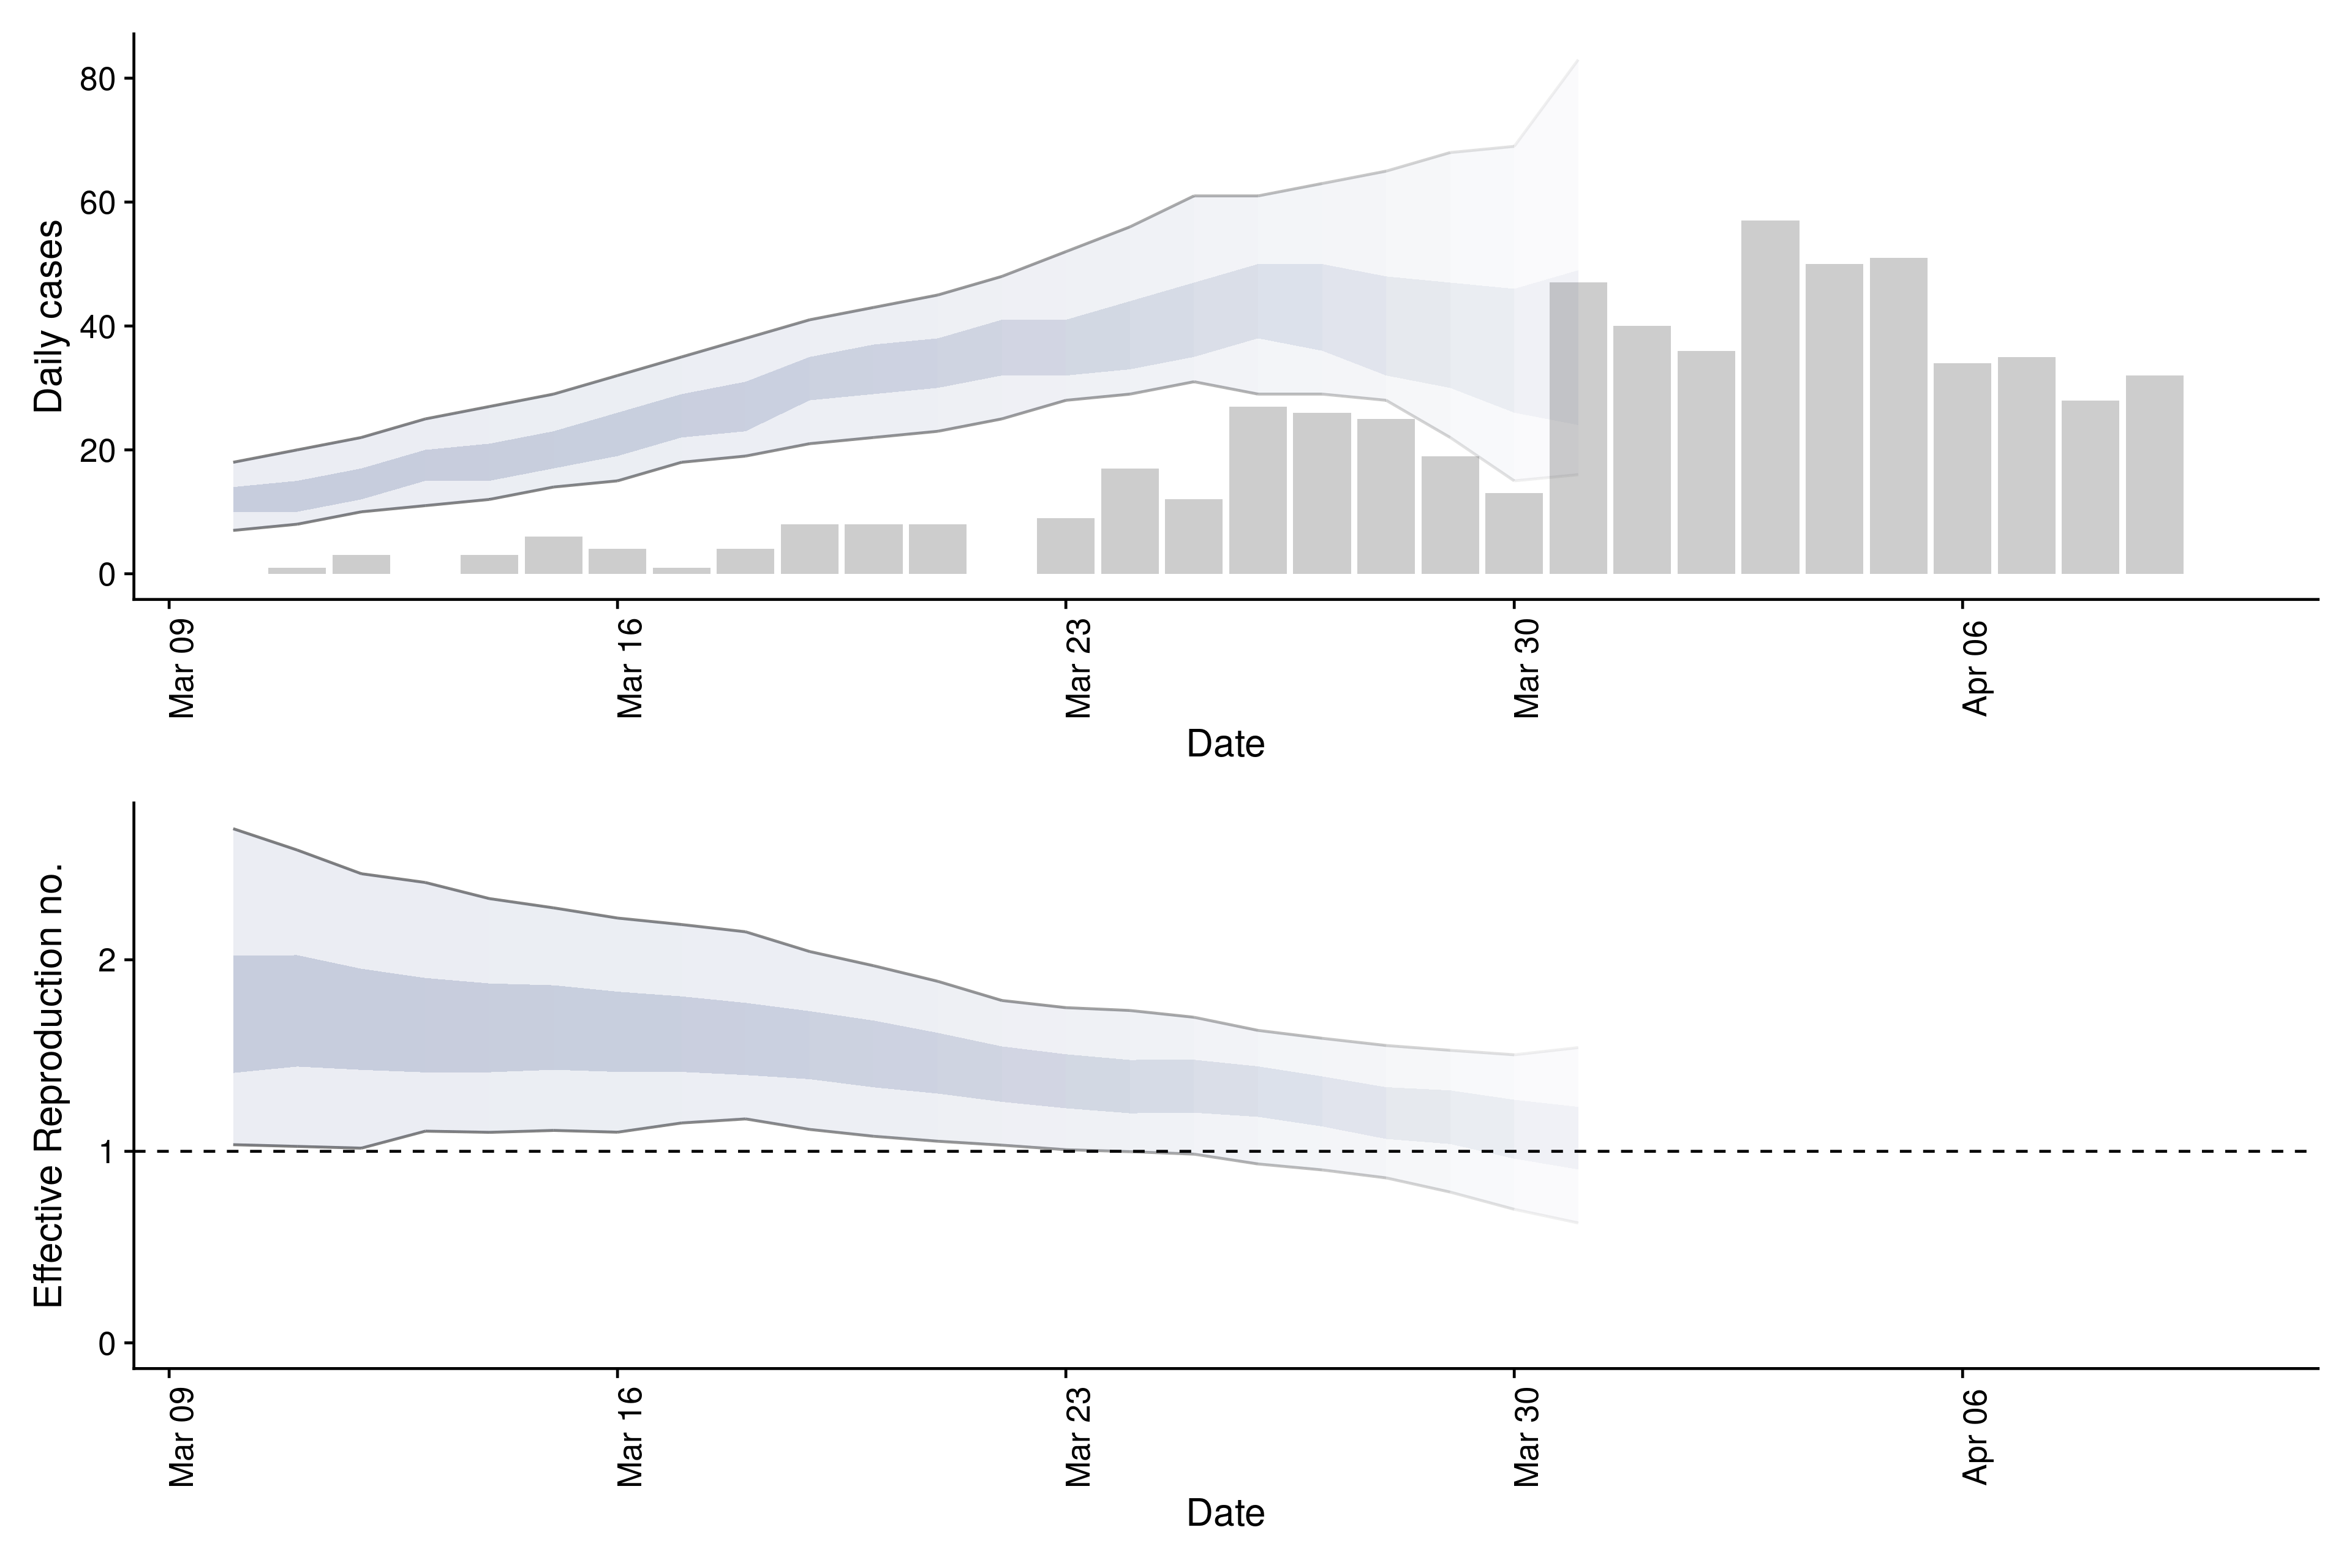 Daily cases
80
60
40
20
0
Mar 09
Mar 16
Mar 23
Mar 30
Apr 06
Date
Effective Reproduction no.
2
1
0
Mar 09
Mar 16
Mar 23
Mar 30
Apr 06
Date